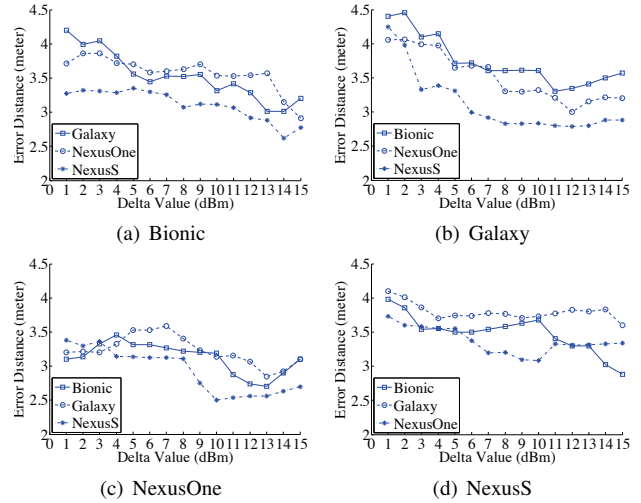 4.5
4
3.5
3
2.5
2
Error Distance (meter)
Galaxy
NexusOne
NexusS
0 1 2 3 4 5 6 7 8 9 10 11 12 13 14 15
Delta Value (dBm)
(a) Bionic
4.5
4
3.5
3
2.5
2
Error Distance (meter)
Bionic
NexusOne
NexusS
0 1 2 3 4 5 6 7 8 9 10 11 12 13 14 15
Delta Value (dBm)
(b) Galaxy
4.5
4
3.5
3
2.5
2
Error Distance (meter)
Bionic
Galaxy
NexusS
0 1 2 3 4 5 6 7 8 9 10 11 12 13 14 15
Delta Value (dBm)
(c) NexusOne
4.5
4
3.5
3
2.5
2
Error Distance (meter)
Bionic
Galaxy
NexusOne
0 1 2 3 4 5 6 7 8 9 10 11 12 13 14 15
Delta Value (dBm)
(d) NexusS